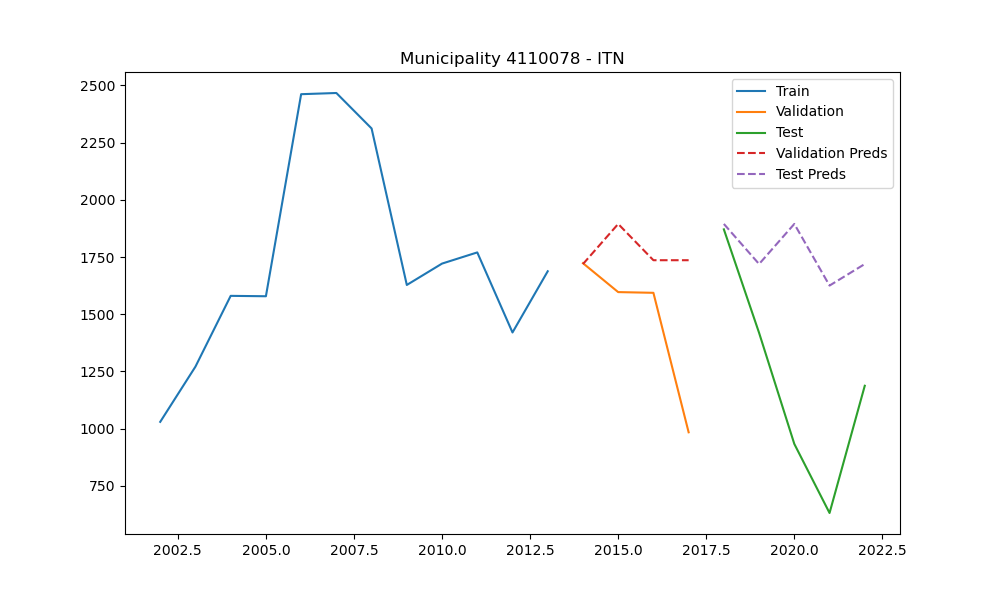 Municipality 4110078 - ITN
2500
2250
2000
1750
1500
1250
1000
750
Train
Validation
Test
Validation Preds
Test Preds
2002.5 2005.0 2007.5 2010.0 2012.5 2015.0 2017.5 2020.0 2022.5